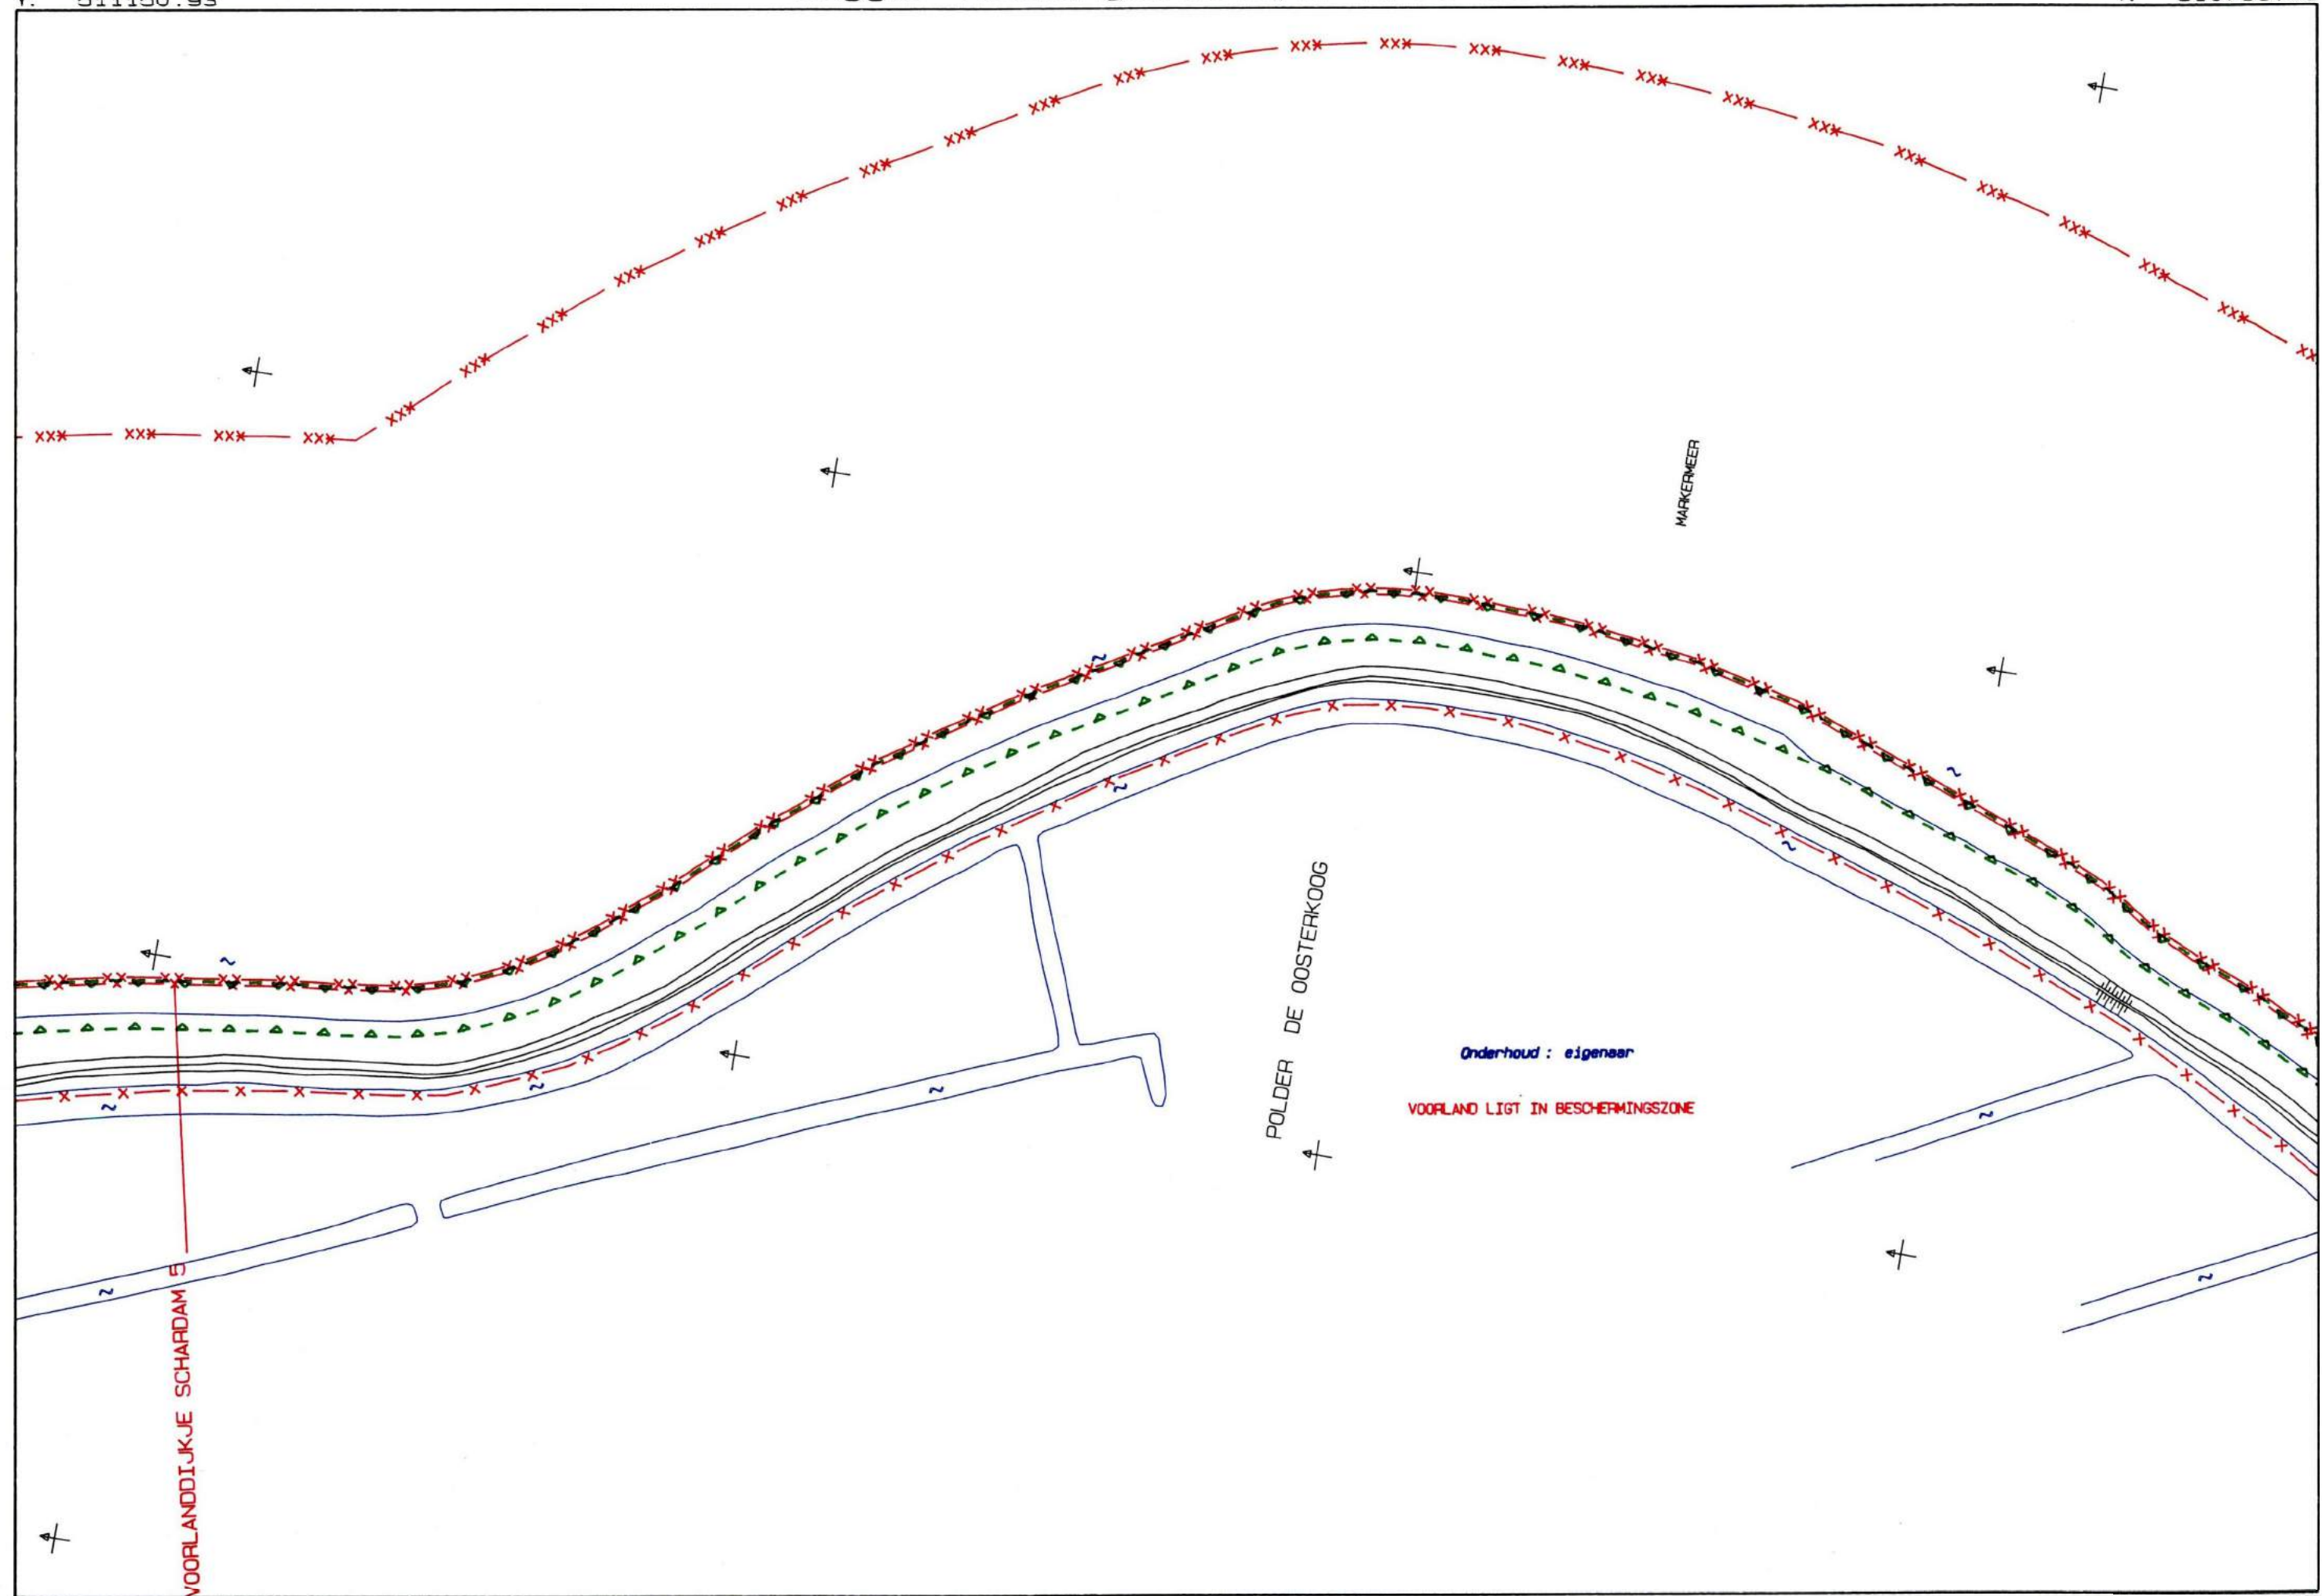 MARKERMEER
POLDER DE OOSTERKOOG
Onderhoud : eigenaar
VOORLAND LIGT IN BESCHERMINGSZONE
VOORLANDDIJKJE SCHARDAM 5